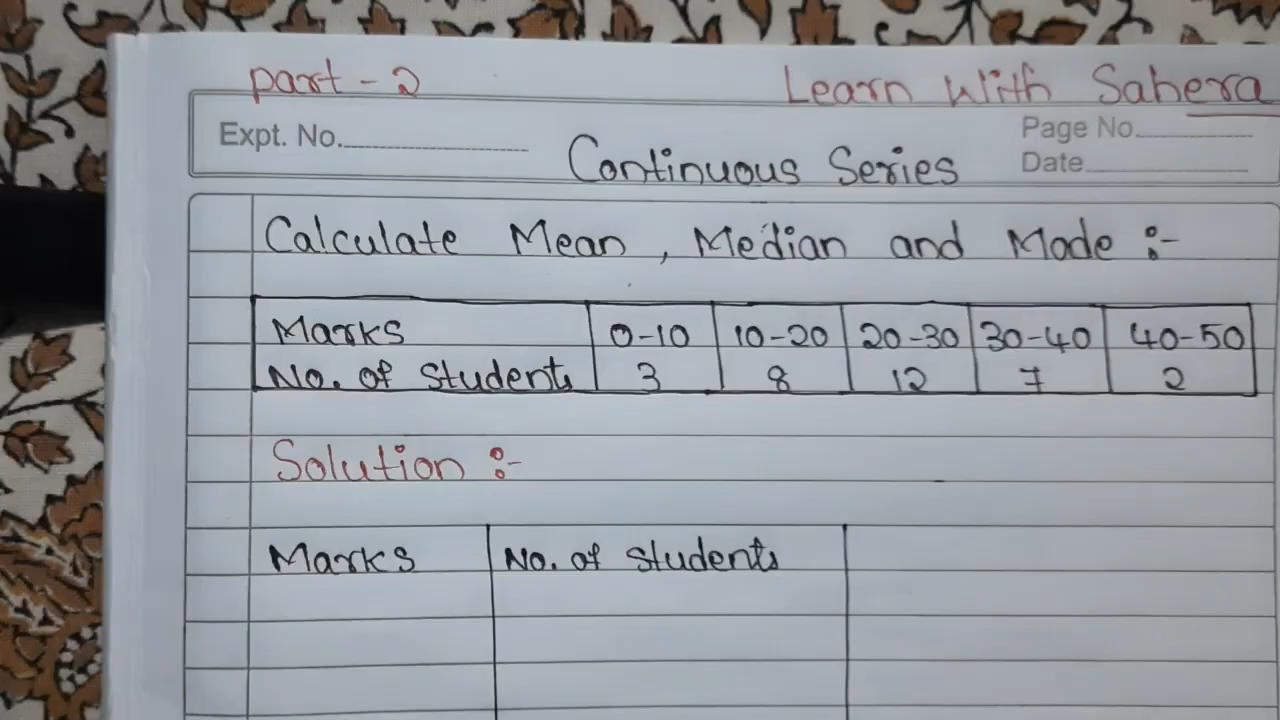 Part - 2 Learn With Sahera
Expt. No. Page No.
Continuous Series Date
Calculate Mean, Median and Mode :-
Marks 0-10 10-20 20-30 30-40 40-50
No. of Students 3 8 12 7 2
Solution :-
Marks No. of Students